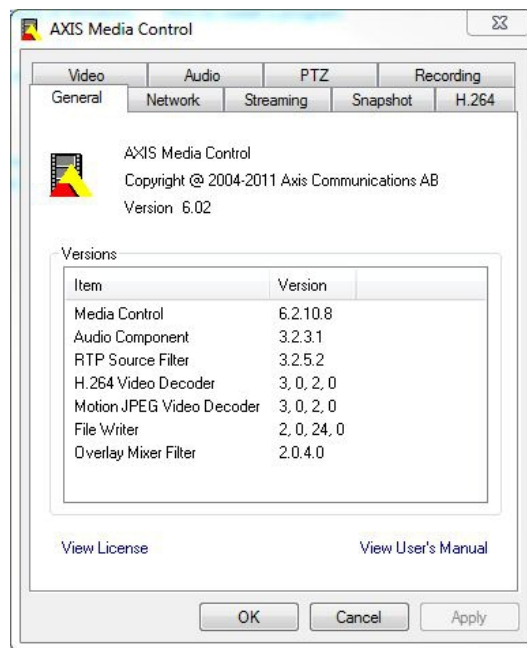 AXIS Media Control
Video Audio PTZ Recording
General Network Streaming Snapshot H.264
AXIS Media Control
Copyright @ 2004-2011 Axis Communications AB
Version 6.02
Versions
Item Version
Media Control 6.2.10.8
Audio Component 3.2.3.1
RTP Source Filter 3.2.5.2
H.264 Video Decoder 3, 0, 2, 0
Motion JPEG Video Decoder 3, 0, 2, 0
File Writer 2, 0, 24, 0
Overlay Mixer Filter 2.0.4.0
View License View User's Manual
OK Cancel Apply